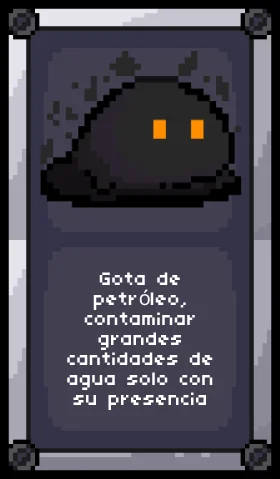 Gota de
petróleo,
contaminar
grandes
cantidades de
agua solo con
su presencia